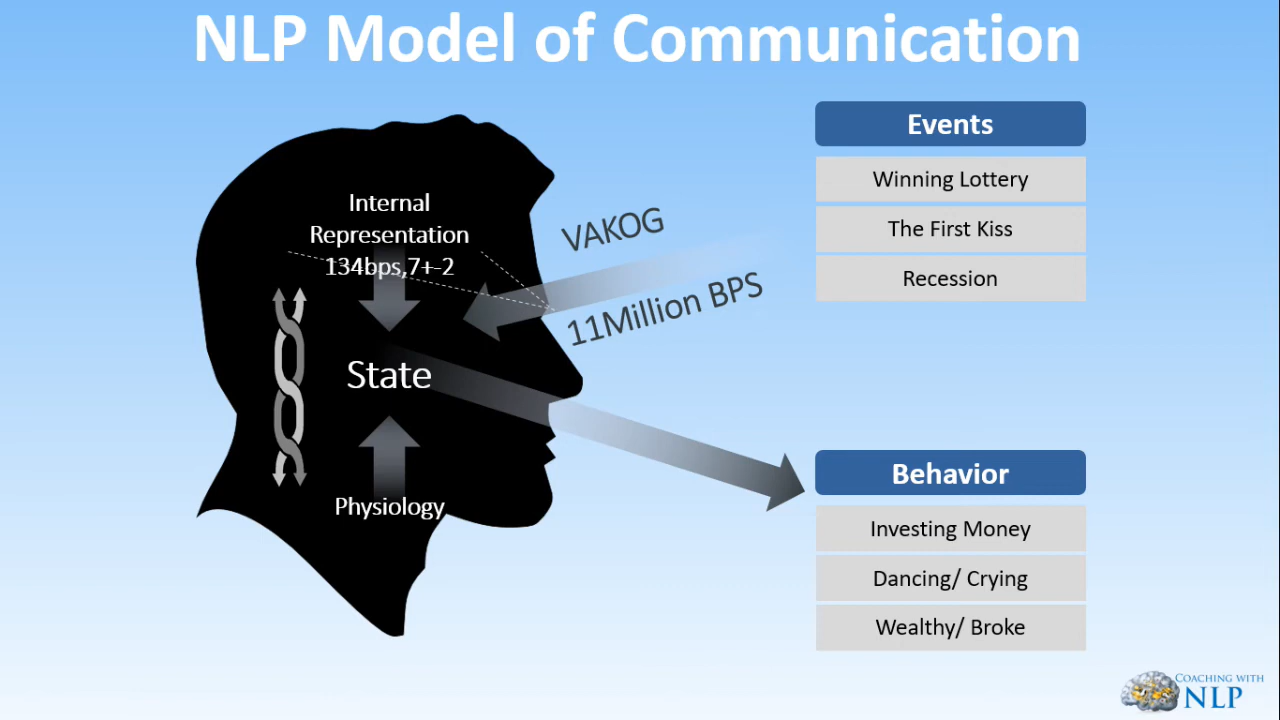 NLP Model of Communication
Internal
Representation
134bps,7+-2
State
Physiology
VAKOG
11Million BPS
Events
Winning Lottery
The First Kiss
Recession
Behavior
Investing Money
Dancing/ Crying
Wealthy/ Broke
COACHING WITH
NLP